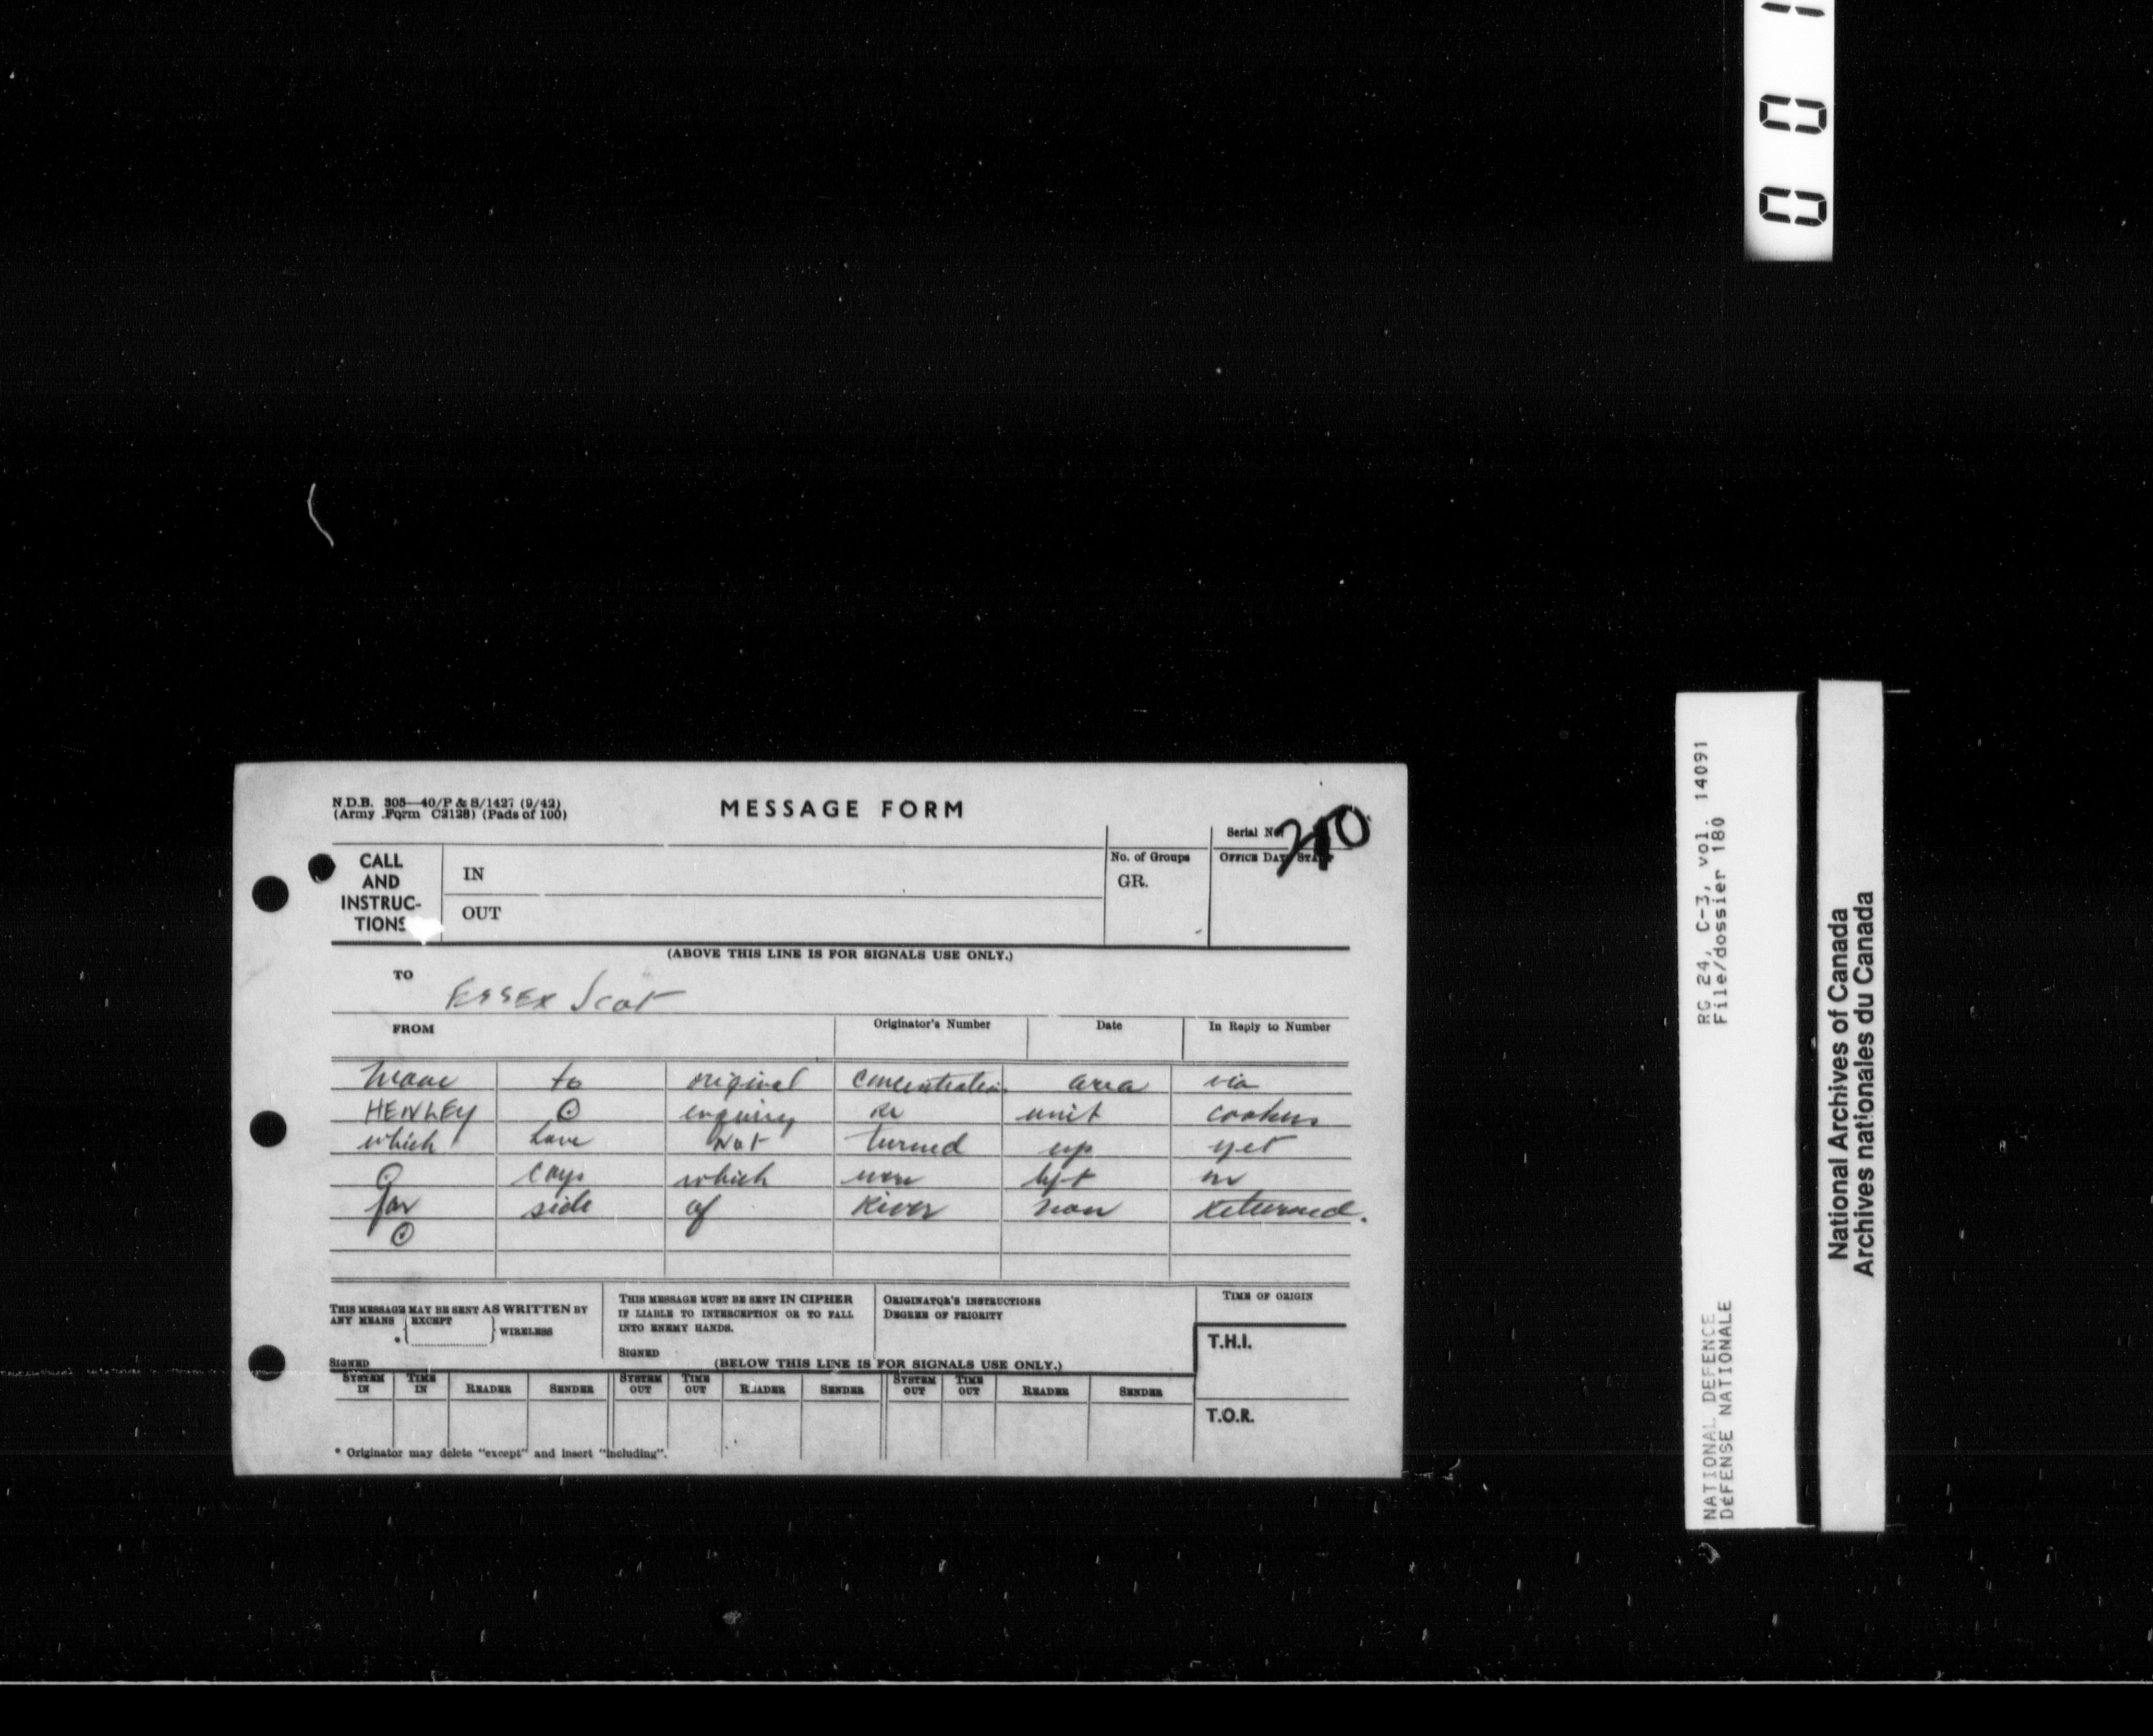 0 0 1
N.D.B. 305—40/P & S/1427 (9/42)
(Army Form C2128) (Pads of 100)
MESSAGE FORM
Serial No.
CALL AND INSTRUCTIONS
IN
OUT
No. of Groups
GR.
OFFICE DATE STAMP
(ABOVE THIS LINE IS FOR SIGNALS USE ONLY.)
TO
ESSEX Scot
FROM
Originator's Number
Date
In Reply to Number
to original concentration area via
HENLEY ⊙ enquiry re unit cookers
which have Not turned up yet
⊙ coys which were left on
far side of River now returned.
⊙
THIS MESSAGE MAY BE SENT AS WRITTEN BY
ANY MEANS EXCEPT
* WIRELESS
SIGNED
THIS MESSAGE MUST BE SENT IN CIPHER
IF LIABLE TO INTERCEPTION OR TO FALL
INTO ENEMY HANDS.
SIGNED
ORIGINATOR'S INSTRUCTIONS
DEGREE OF PRIORITY
TIME OF ORIGIN
T.H.I.
(BELOW THIS LINE IS FOR SIGNALS USE ONLY.)
SYSTEM IN TIME IN READER SENDER SYSTEM OUT TIME OUT READER SENDER SYSTEM OUT TIME OUT READER SENDER
T.O.R.
* Originator may delete "except" and insert "including".
RG 24, C-3, vol. 14091
File/dossier 180
NATIONAL DEFENCE
DÉFENSE NATIONALE
National Archives of Canada
Archives nationales du Canada